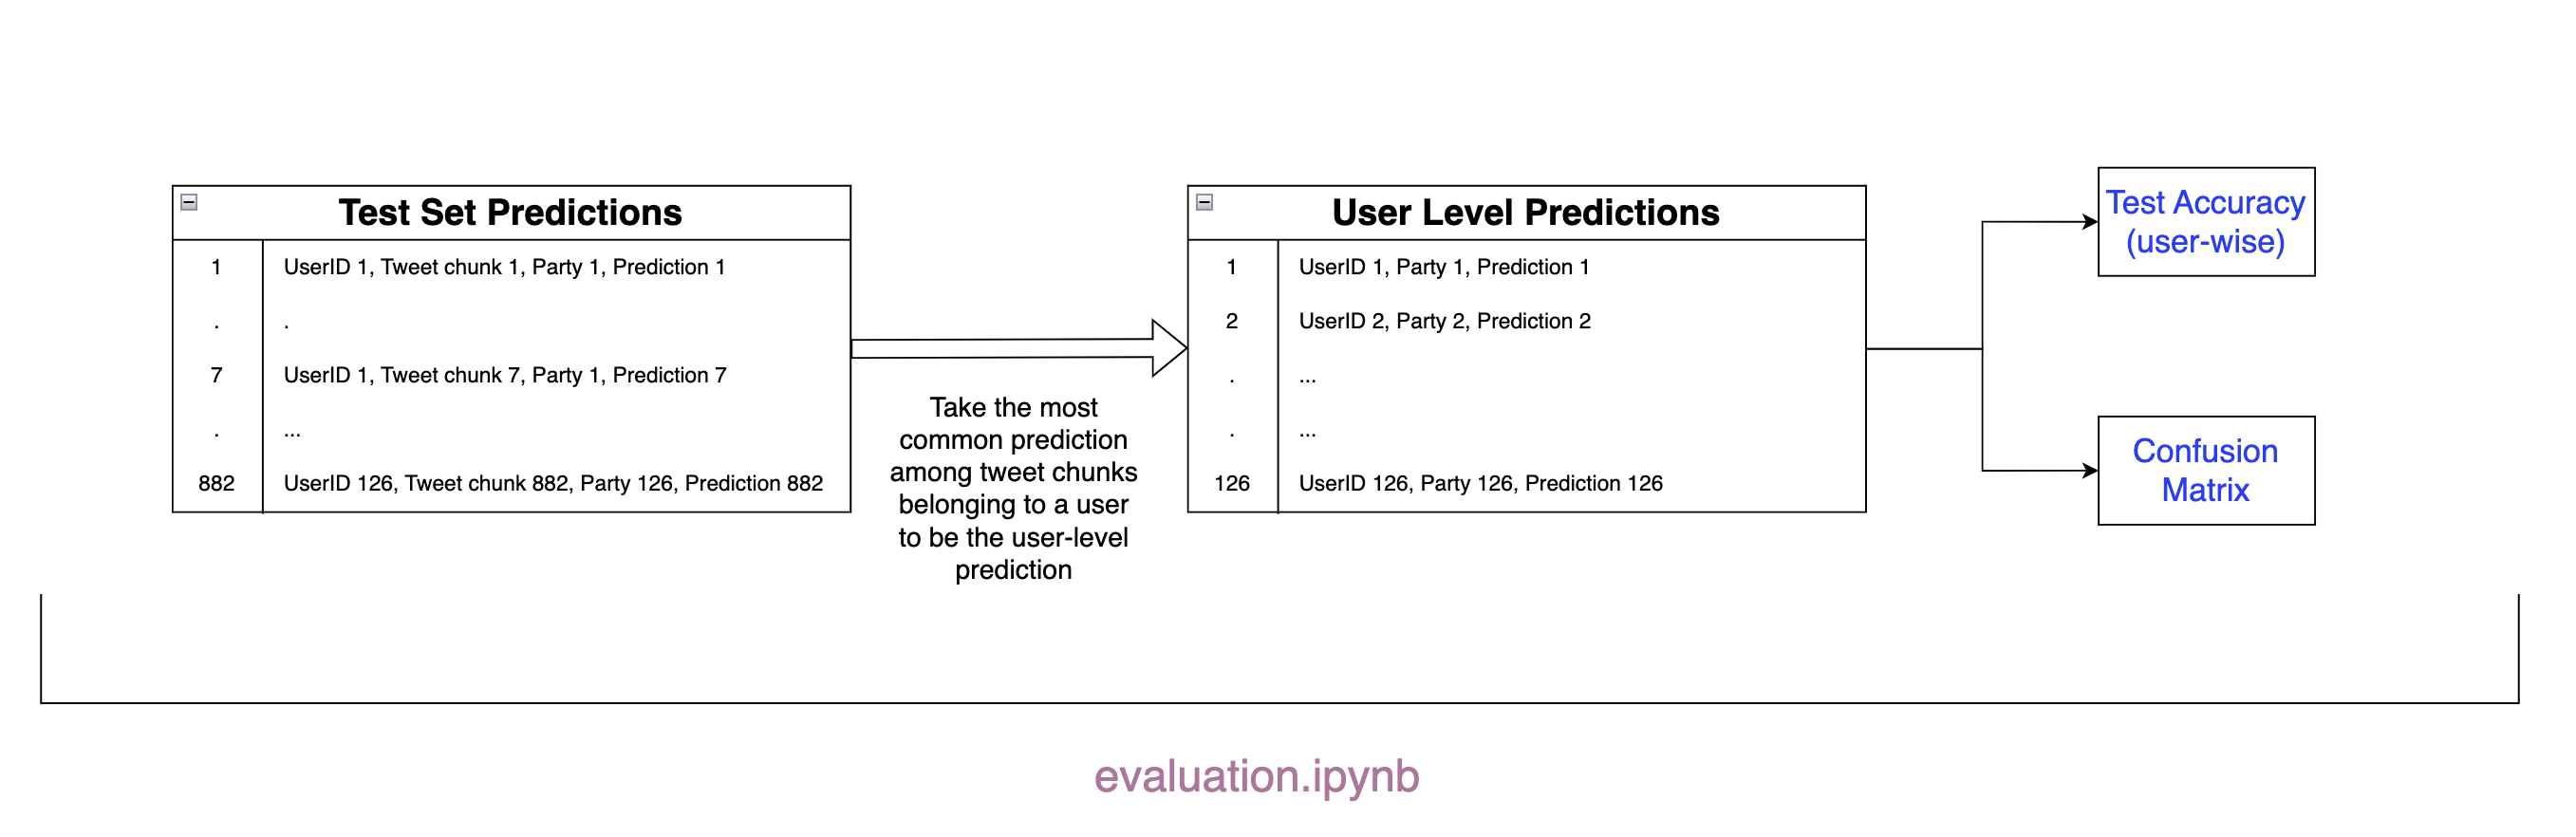 Test Set Predictions
1 UserID 1, Tweet chunk 1, Party 1, Prediction 1
. .
7 UserID 1, Tweet chunk 7, Party 1, Prediction 7
. ...
882 UserID 126, Tweet chunk 882, Party 126, Prediction 882
Take the most
common prediction
among tweet chunks
belonging to a user
to be the user-level
prediction
User Level Predictions
1 UserID 1, Party 1, Prediction 1
2 UserID 2, Party 2, Prediction 2
. ...
. ...
126 UserID 126, Party 126, Prediction 126
Test Accuracy
(user-wise)
Confusion
Matrix
evaluation.ipynb